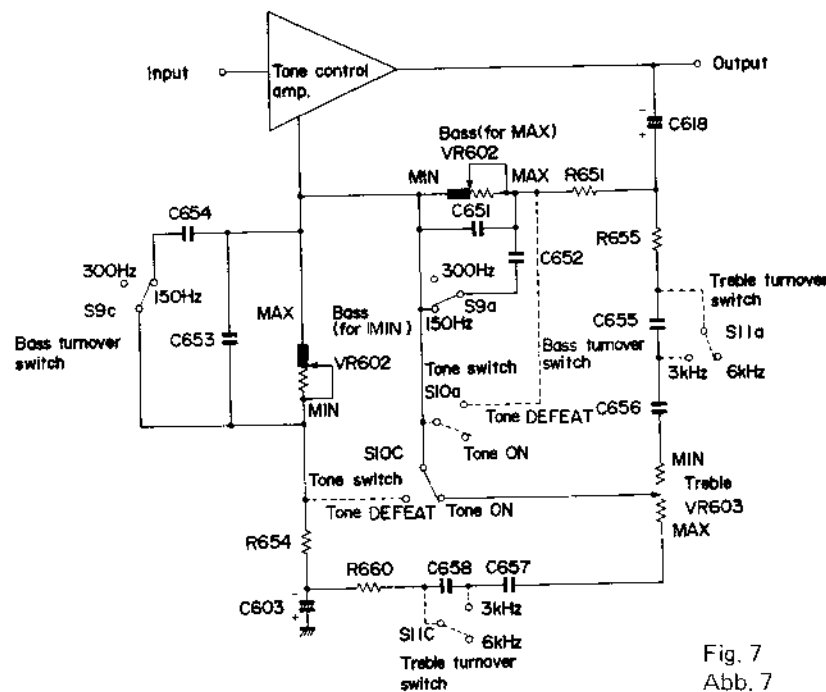 Input
Tone control
amp.
Output
C618
Bass(for MAX)
VR602
MIN
MAX
R651
C654
C651
R655
C652
300Hz
150Hz
S9c
Bass turnover
switch
C653
MAX
Bass
(for MIN)
VR602
MIN
300Hz
150Hz
S9a
Bass turnover
switch
Treble turnover
switch
C655
S11a
3kHz
6kHz
C656
Tone switch
S10a
Tone DEFEAT
Tone ON
S10C
Tone switch
Tone DEFEAT
Tone ON
MIN
Treble
VR603
MAX
R654
R660
C658
C657
C603
3kHz
S11C
6kHz
Treble turnover
switch
Fig. 7
Abb. 7